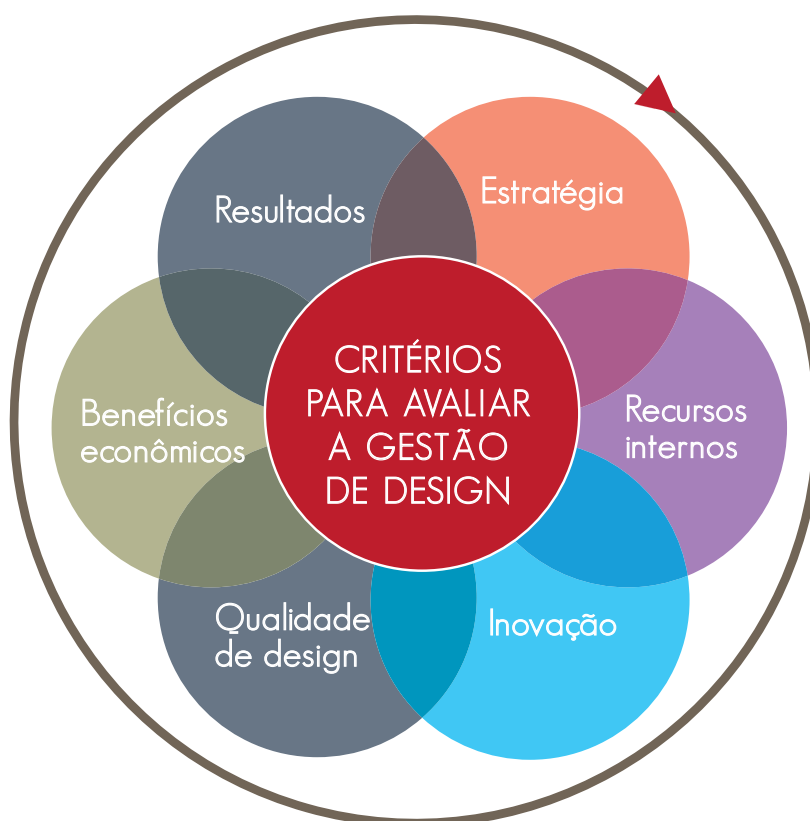 Resultados
Estratégia
CRITÉRIOS
PARA AVALIAR
A GESTÃO
DE DESIGN
Recursos
internos
Inovação
Qualidade
de design
Benefícios
econômicos